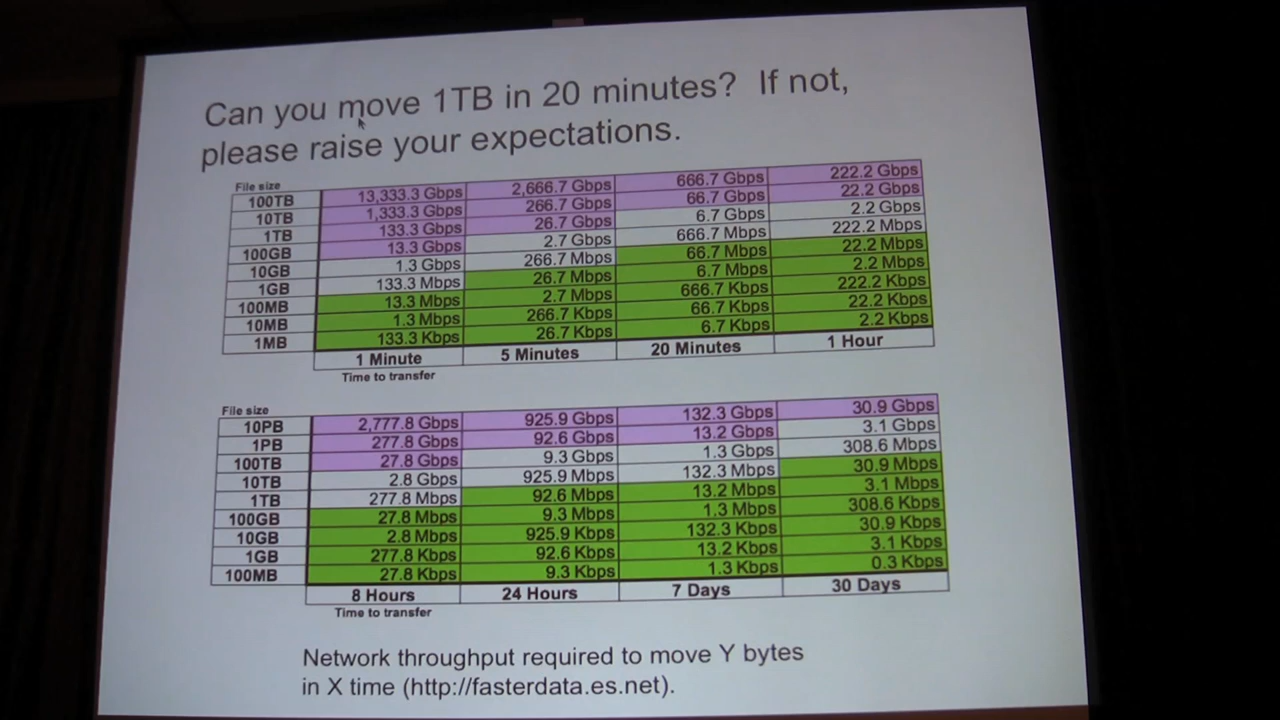 Can you move 1TB in 20 minutes? If not,
please raise your expectations.
File size
100TB 13,333.3 Gbps 2,666.7 Gbps 666.7 Gbps 222.2 Gbps
10TB 1,333.3 Gbps 266.7 Gbps 66.7 Gbps 22.2 Gbps
1TB 133.3 Gbps 26.7 Gbps 6.7 Gbps 2.2 Gbps
100GB 13.3 Gbps 2.7 Gbps 666.7 Mbps 222.2 Mbps
10GB 1.3 Gbps 266.7 Mbps 66.7 Mbps 22.2 Mbps
1GB 133.3 Mbps 26.7 Mbps 6.7 Mbps 2.2 Mbps
100MB 13.3 Mbps 2.7 Mbps 666.7 Kbps 222.2 Kbps
10MB 1.3 Mbps 266.7 Kbps 66.7 Kbps 22.2 Kbps
1MB 133.3 Kbps 26.7 Kbps 6.7 Kbps 2.2 Kbps
1 Minute 5 Minutes 20 Minutes 1 Hour
Time to transfer
File size
10PB 2,777.8 Gbps 925.9 Gbps 132.3 Gbps 30.9 Gbps
1PB 277.8 Gbps 92.6 Gbps 13.2 Gbps 3.1 Gbps
100TB 27.8 Gbps 9.3 Gbps 1.3 Gbps 308.6 Mbps
10TB 2.8 Gbps 925.9 Mbps 132.3 Mbps 30.9 Mbps
1TB 277.8 Mbps 92.6 Mbps 13.2 Mbps 3.1 Mbps
100GB 27.8 Mbps 9.3 Mbps 1.3 Mbps 308.6 Kbps
10GB 2.8 Mbps 925.9 Kbps 132.3 Kbps 30.9 Kbps
1GB 277.8 Kbps 92.6 Kbps 13.2 Kbps 3.1 Kbps
100MB 27.8 Kbps 9.3 Kbps 1.3 Kbps 0.3 Kbps
8 Hours 24 Hours 7 Days 30 Days
Time to transfer
Network throughput required to move Y bytes
in X time (http://fasterdata.es.net).